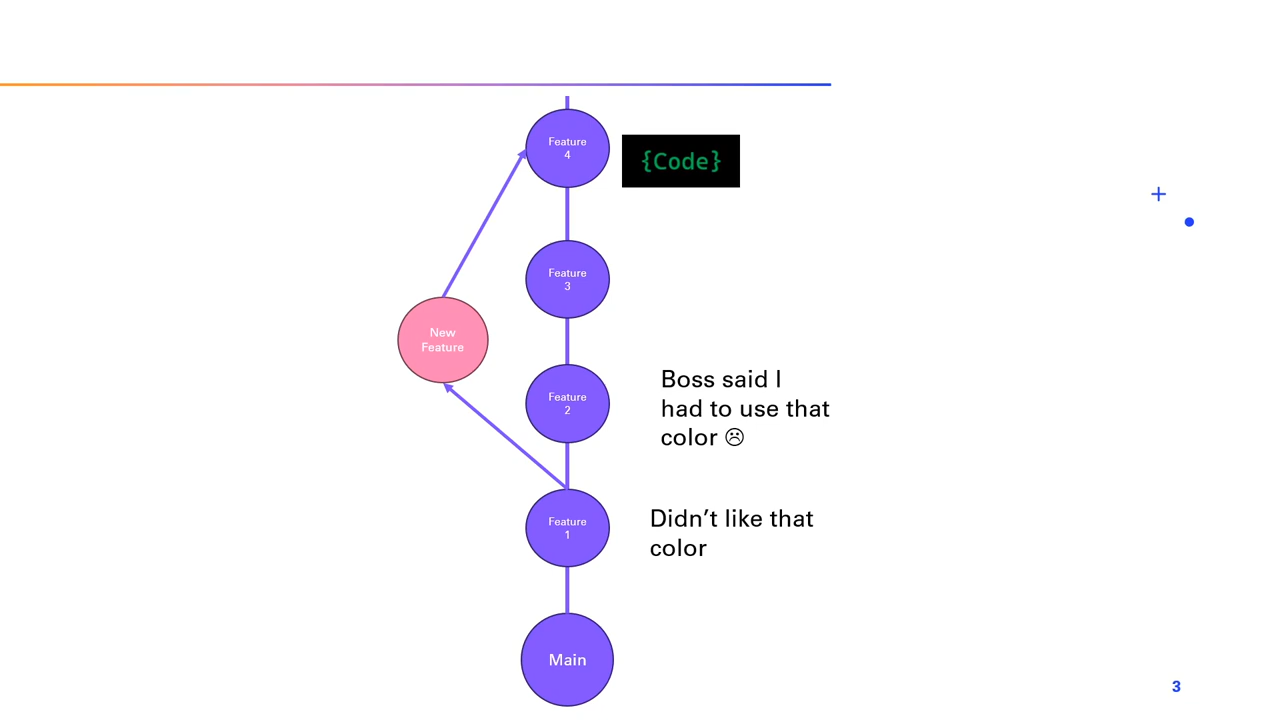 Feature
4
{Code}
Feature
3
New
Feature
Feature
2
Boss said I
had to use that
color ☹
Feature
1
Didn’t like that
color
Main
3